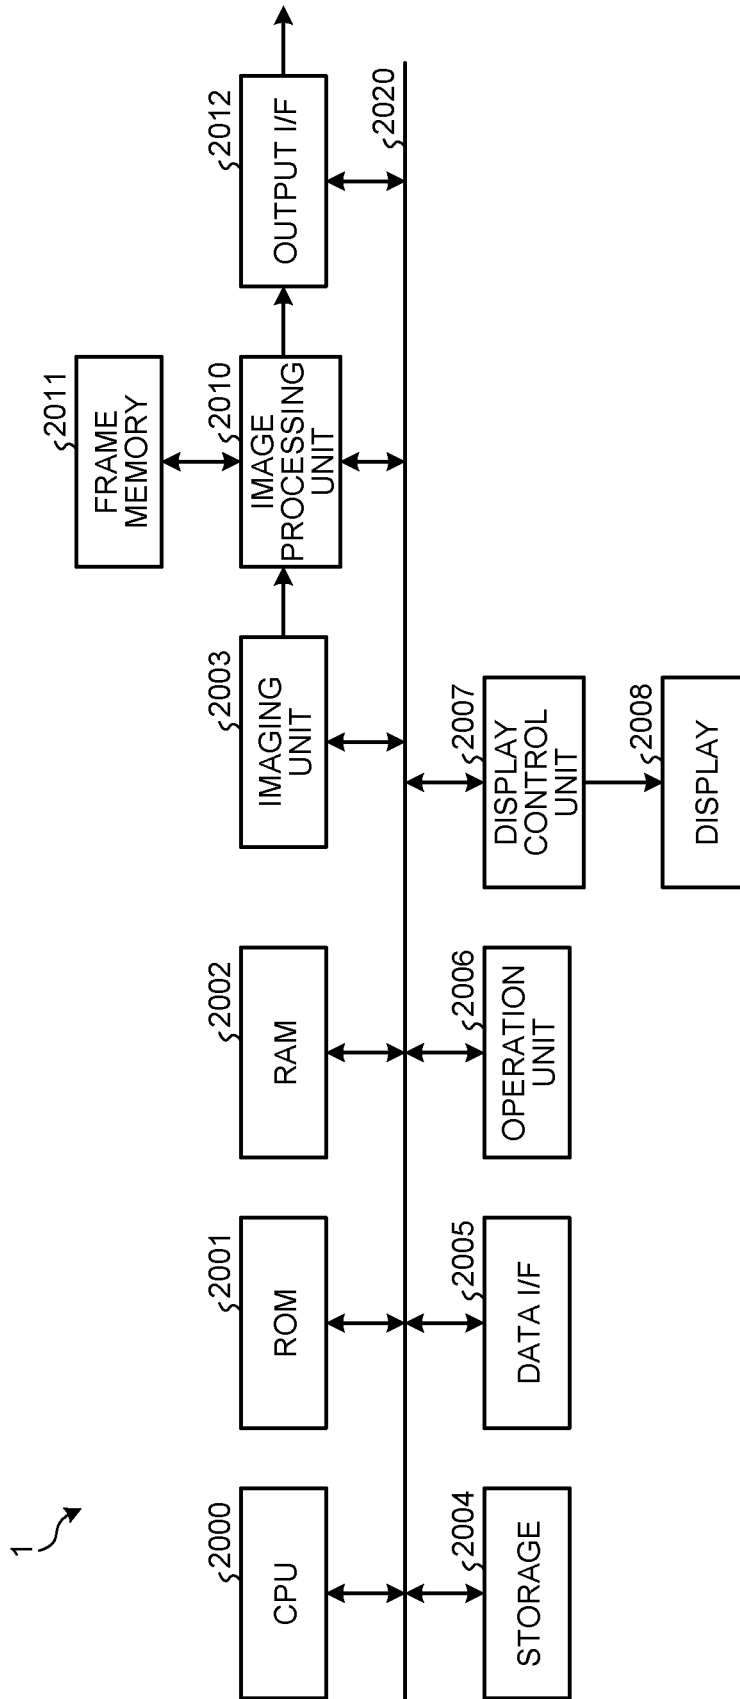 1
2011
FRAME
MEMORY
2000
CPU
2001
ROM
2002
RAM
2003
IMAGING
UNIT
2010
IMAGE
PROCESSING
UNIT
2012
OUTPUT I/F
2020
2004
STORAGE
2005
DATA I/F
2006
OPERATION
UNIT
2007
DISPLAY
CONTROL
UNIT
2008
DISPLAY